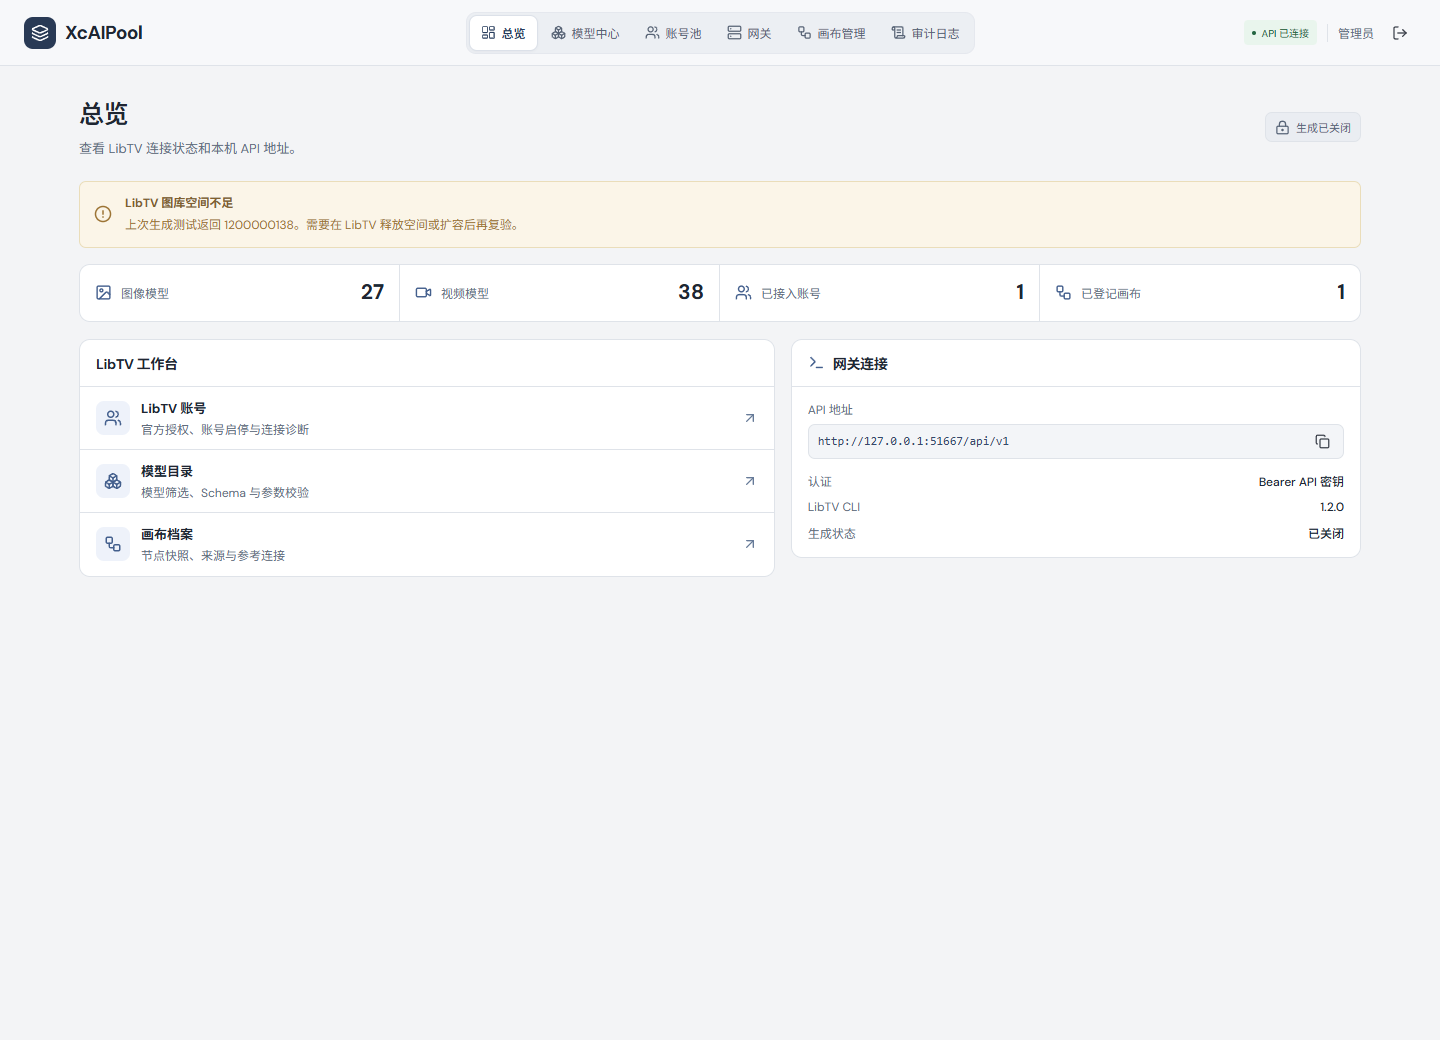 XcAIPool
总览
模型中心
账号池
网关
画布管理
审计日志
API 已连接
管理员
总览
查看 LibTV 连接状态和本机 API 地址。
生成已关闭
LibTV 图库空间不足
上次生成测试返回 1200000138。需要在 LibTV 释放空间或扩容后再复验。
图像模型 27
视频模型 38
已接入账号 1
已登记画布 1
LibTV 工作台
LibTV 账号
官方授权、账号启停与连接诊断
模型目录
模型筛选、Schema 与参数校验
画布档案
节点快照、来源与参考连接
网关连接
API 地址
http://127.0.0.1:51667/api/v1
认证 Bearer API 密钥
LibTV CLI 1.2.0
生成状态 已关闭